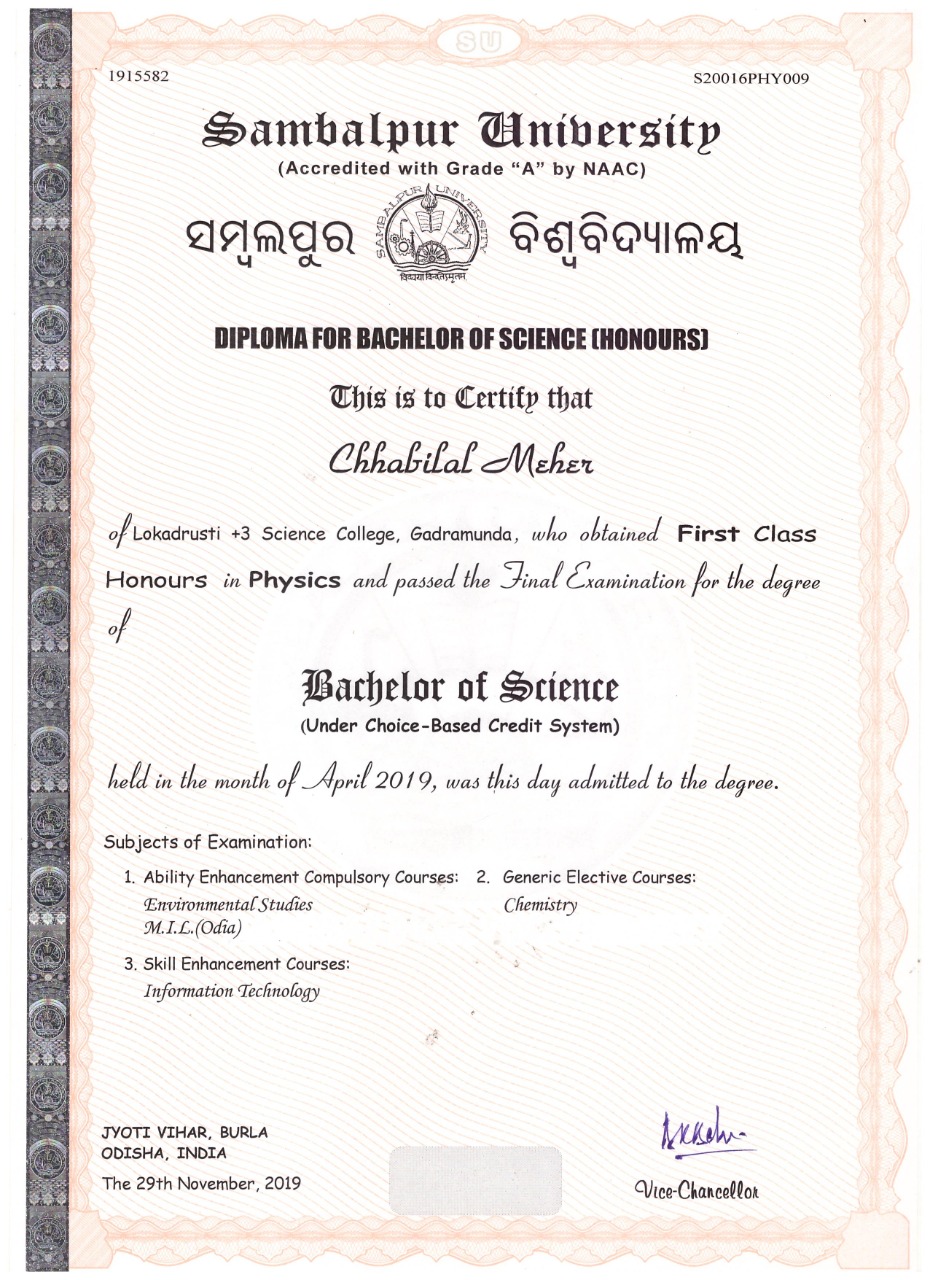 SU
1915582 S20016PHY009
Sambalpur University
(Accredited with Grade “A” by NAAC)
ସମ୍ବଲପୁର ବିଶ୍ୱବିଦ୍ୟାଳୟ
SAMBALPUR UNIVERSITY
DIPLOMA FOR BACHELOR OF SCIENCE (HONOURS)
This is to Certify that
Chhabilal Meher
of Lokadrusti +3 Science College, Gadramunda, who obtained First Class
Honours in Physics and passed the Final Examination for the degree
of
Bachelor of Science
(Under Choice-Based Credit System)
held in the month of April 2019, was this day admitted to the degree.
Subjects of Examination:
1. Ability Enhancement Compulsory Courses: 2. Generic Elective Courses:
Environmental Studies Chemistry
M.I.L.(Odia)
3. Skill Enhancement Courses:
Information Technology
JYOTI VIHAR, BURLA
ODISHA, INDIA
The 29th November, 2019
Vice-Chancellor